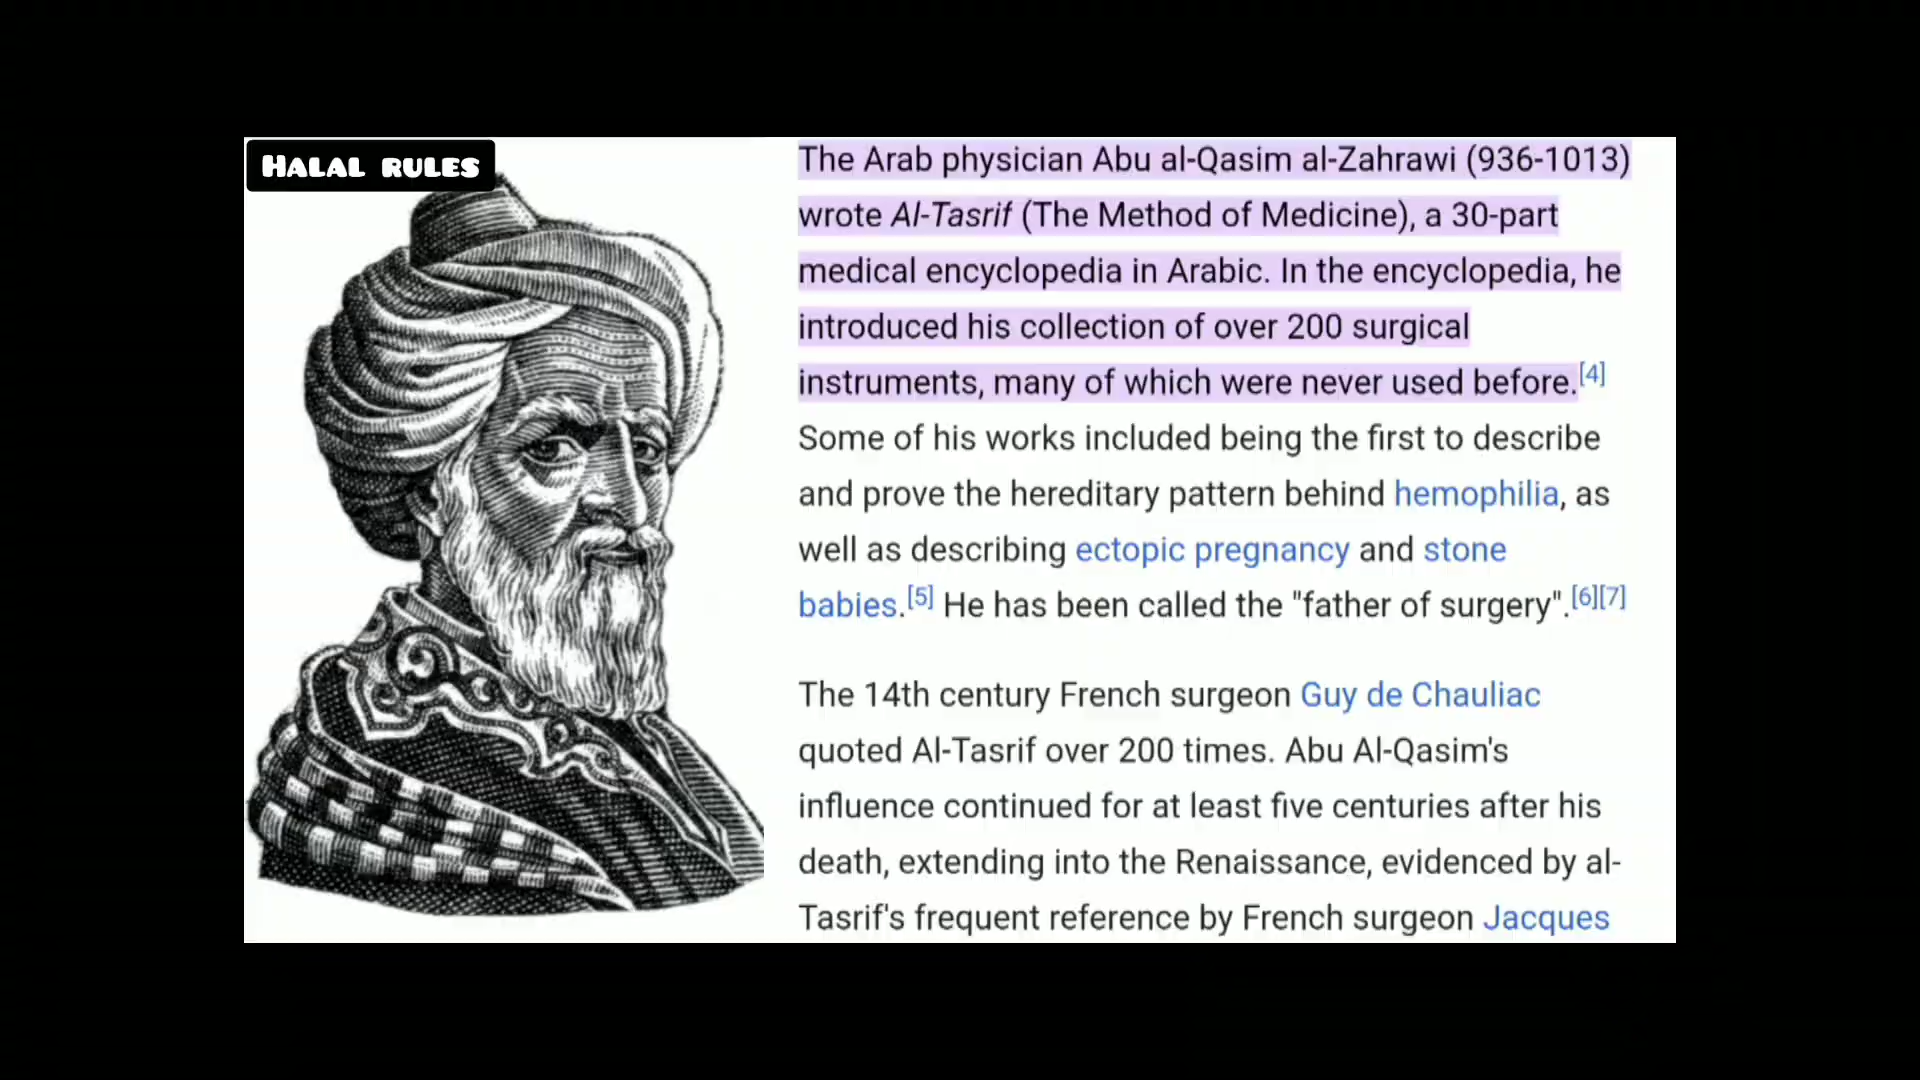 HALAL RULES
The Arab physician Abu al-Qasim al-Zahrawi (936-1013)
wrote Al-Tasrif (The Method of Medicine), a 30-part
medical encyclopedia in Arabic. In the encyclopedia, he
introduced his collection of over 200 surgical
instruments, many of which were never used before.[4]
Some of his works included being the first to describe
and prove the hereditary pattern behind hemophilia, as
well as describing ectopic pregnancy and stone
babies.[5] He has been called the "father of surgery".[6][7]
The 14th century French surgeon Guy de Chauliac
quoted Al-Tasrif over 200 times. Abu Al-Qasim's
influence continued for at least five centuries after his
death, extending into the Renaissance, evidenced by al-
Tasrif's frequent reference by French surgeon Jacques